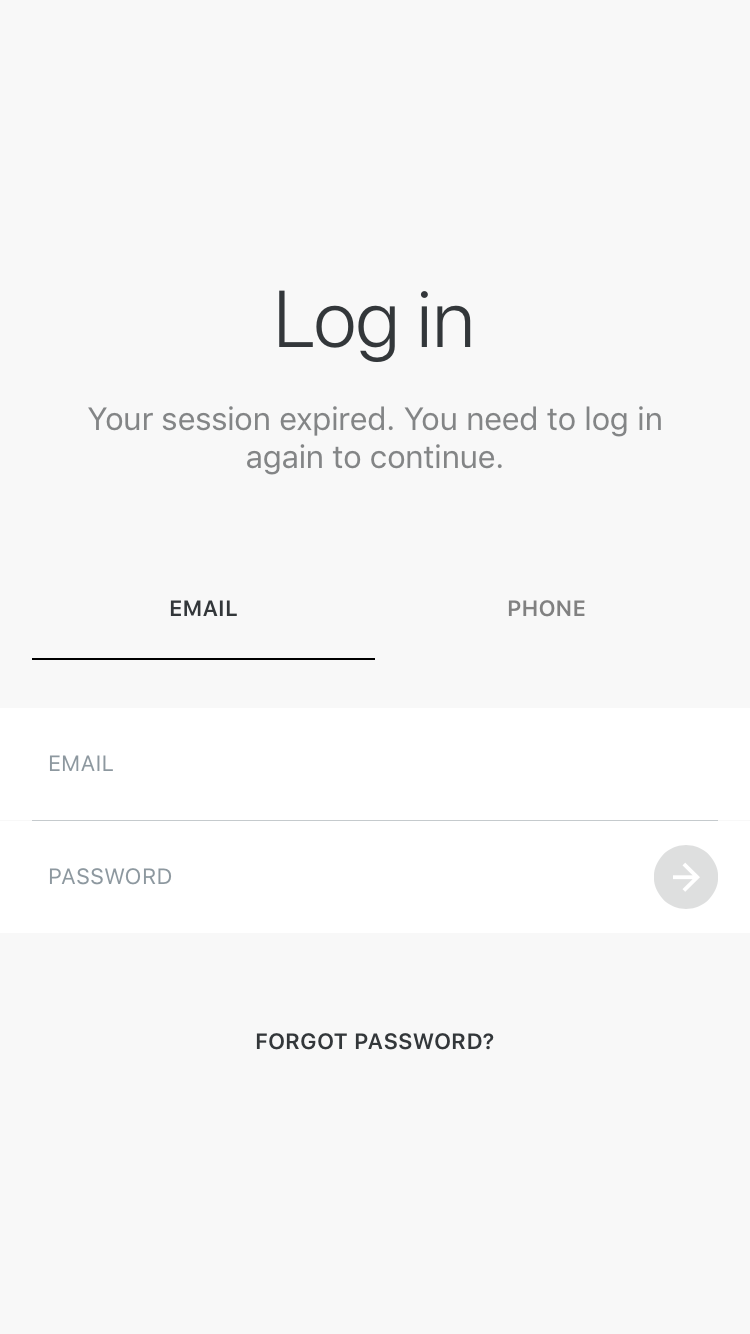 Log in
Your session expired. You need to log in
again to continue.
EMAIL
PHONE
EMAIL
PASSWORD
FORGOT PASSWORD?